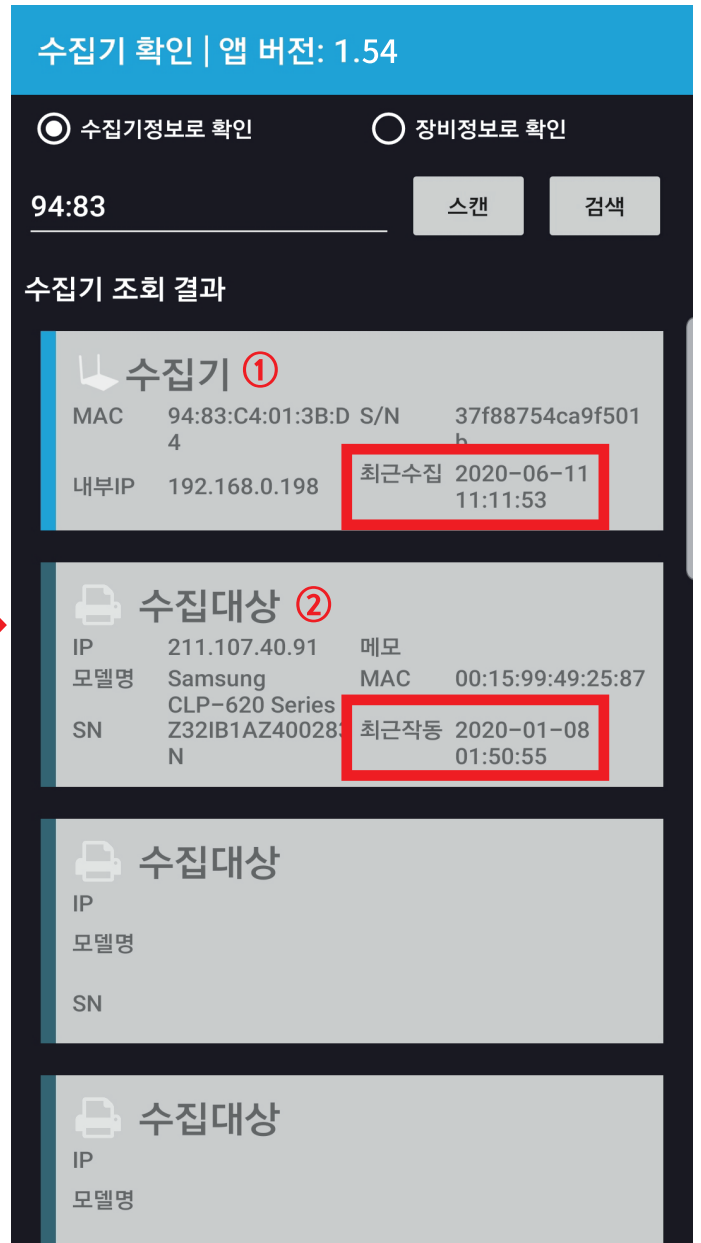 수집기 확인 | 앱 버전: 1.54
수집기정보로 확인 장비정보로 확인
94:83 스캔 검색
수집기 조회 결과
수집기 ①
MAC 94:83:C4:01:3B:D S/N 37f88754ca9f501
4 b
내부IP 192.168.0.198 최근수집 2020-06-11
11:11:53
수집대상 ②
IP 211.107.40.91 메모
모델명 Samsung MAC 00:15:99:49:25:87
CLP-620 Series
SN Z32IB1AZ400283 최근작동 2020-01-08
N 01:50:55
수집대상
IP
모델명
SN
수집대상
IP
모델명